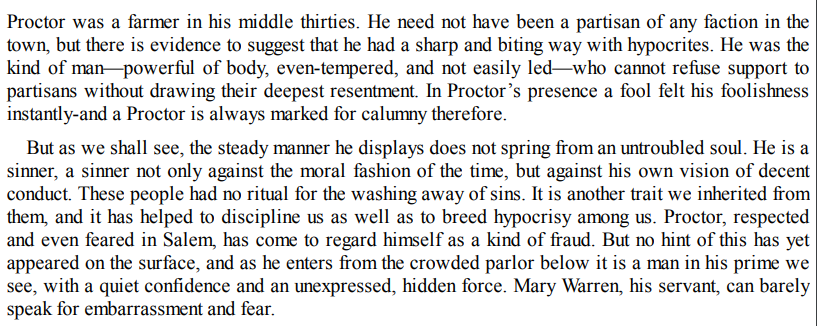 Proctor was a farmer in his middle thirties. He need not have been a partisan of any faction in the
town, but there is evidence to suggest that he had a sharp and biting way with hypocrites. He was the
kind of man—powerful of body, even-tempered, and not easily led—who cannot refuse support to
partisans without drawing their deepest resentment. In Proctor’s presence a fool felt his foolishness
instantly-and a Proctor is always marked for calumny therefore.
But as we shall see, the steady manner he displays does not spring from an untroubled soul. He is a
sinner, a sinner not only against the moral fashion of the time, but against his own vision of decent
conduct. These people had no ritual for the washing away of sins. It is another trait we inherited from
them, and it has helped to discipline us as well as to breed hypocrisy among us. Proctor, respected
and even feared in Salem, has come to regard himself as a kind of fraud. But no hint of this has yet
appeared on the surface, and as he enters from the crowded parlor below it is a man in his prime we
see, with a quiet confidence and an unexpressed, hidden force. Mary Warren, his servant, can barely
speak for embarrassment and fear.